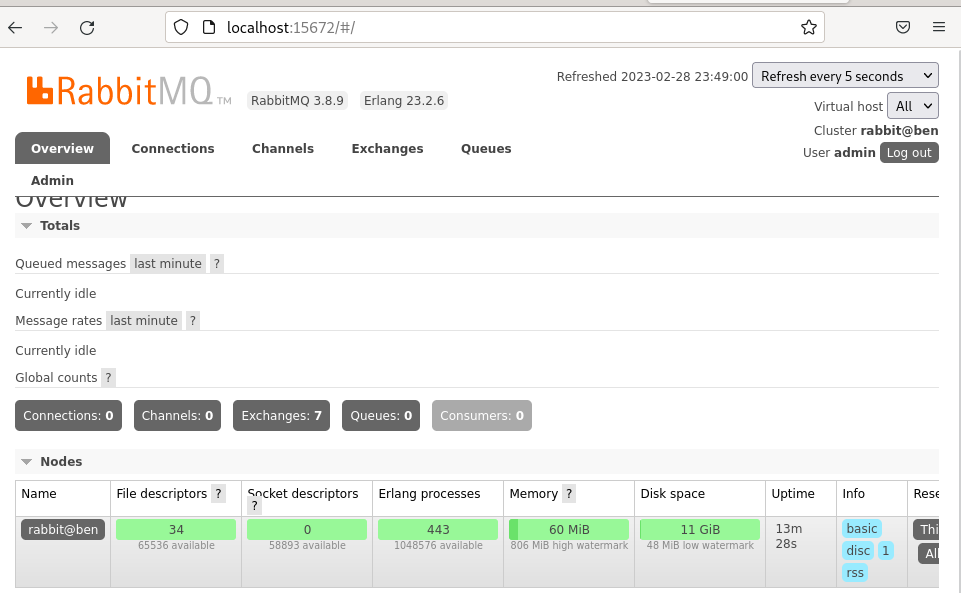 localhost:15672/#/
RabbitMQ TM RabbitMQ 3.8.9 Erlang 23.2.6
Refreshed 2023-02-28 23:49:00 Refresh every 5 seconds
Virtual host All
Cluster rabbit@ben
User admin Log out
Overview Connections Channels Exchanges Queues
Admin
Overview
Totals
Queued messages last minute ?
Currently idle
Message rates last minute ?
Currently idle
Global counts ?
Connections: 0 Channels: 0 Exchanges: 7 Queues: 0 Consumers: 0
Nodes
Name File descriptors ? Socket descriptors ? Erlang processes Memory ? Disk space Uptime Info Rese
rabbit@ben 34 0 443 60 MiB 11 GiB 13m 28s basic Thi
65536 available 58893 available 1048576 available 806 MiB high watermark 48 MiB low watermark
disc 1 All
rss